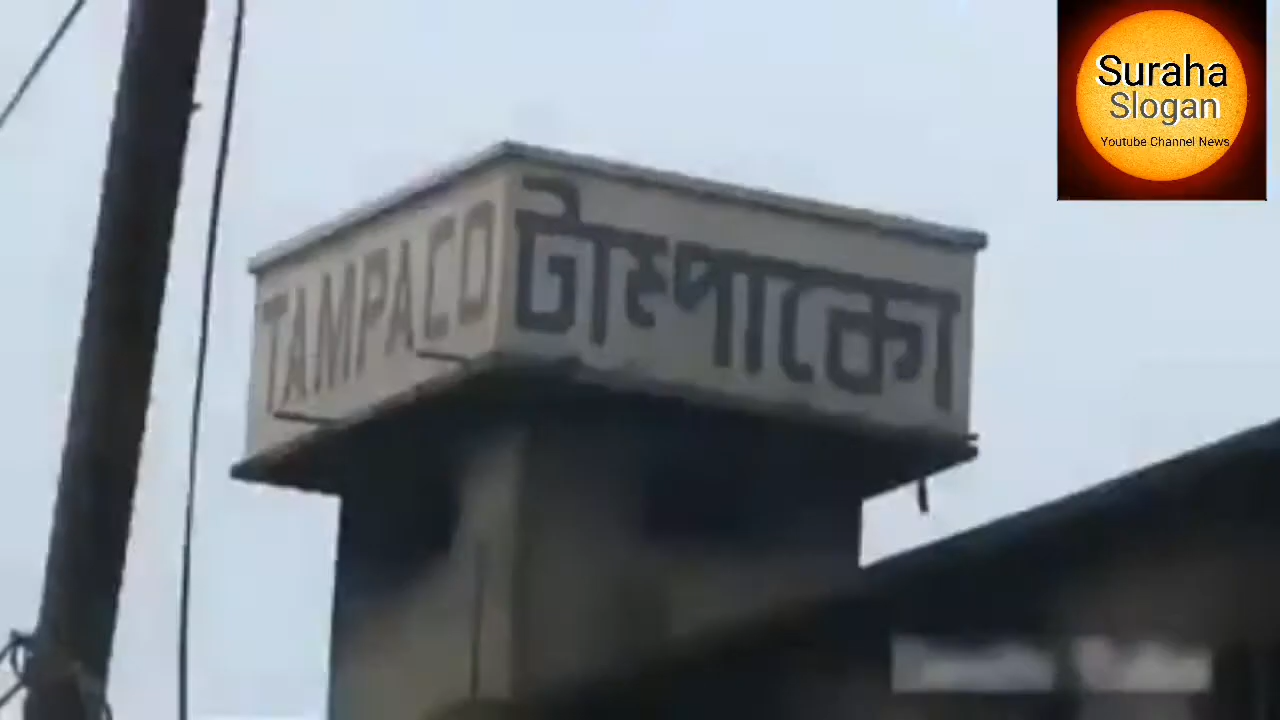 TAMPACO
টাম্পাকো
Suraha
Slogan
Youtube Channel News